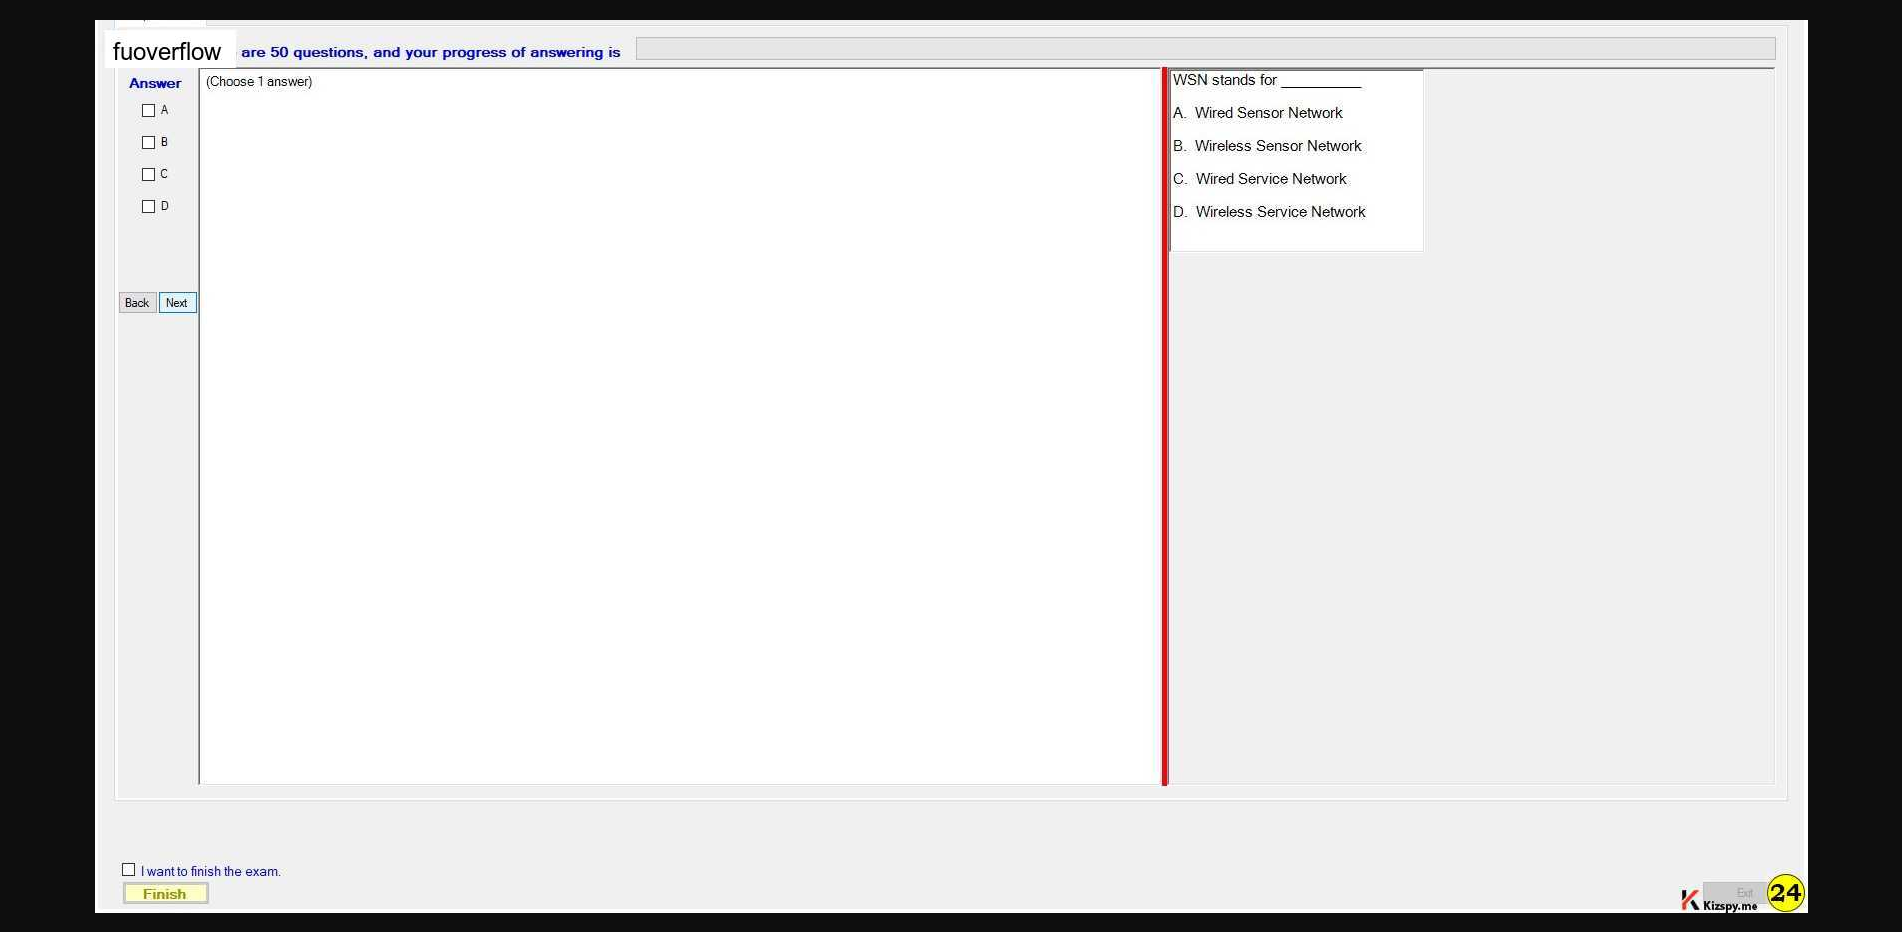 fuoverflow are 50 questions, and your progress of answering is
Answer
(Choose 1 answer)
A
B
C
D
Back Next
WSN stands for __________
A. Wired Sensor Network
B. Wireless Sensor Network
C. Wired Service Network
D. Wireless Service Network
I want to finish the exam.
Finish
Exit
Kizspy.me
24